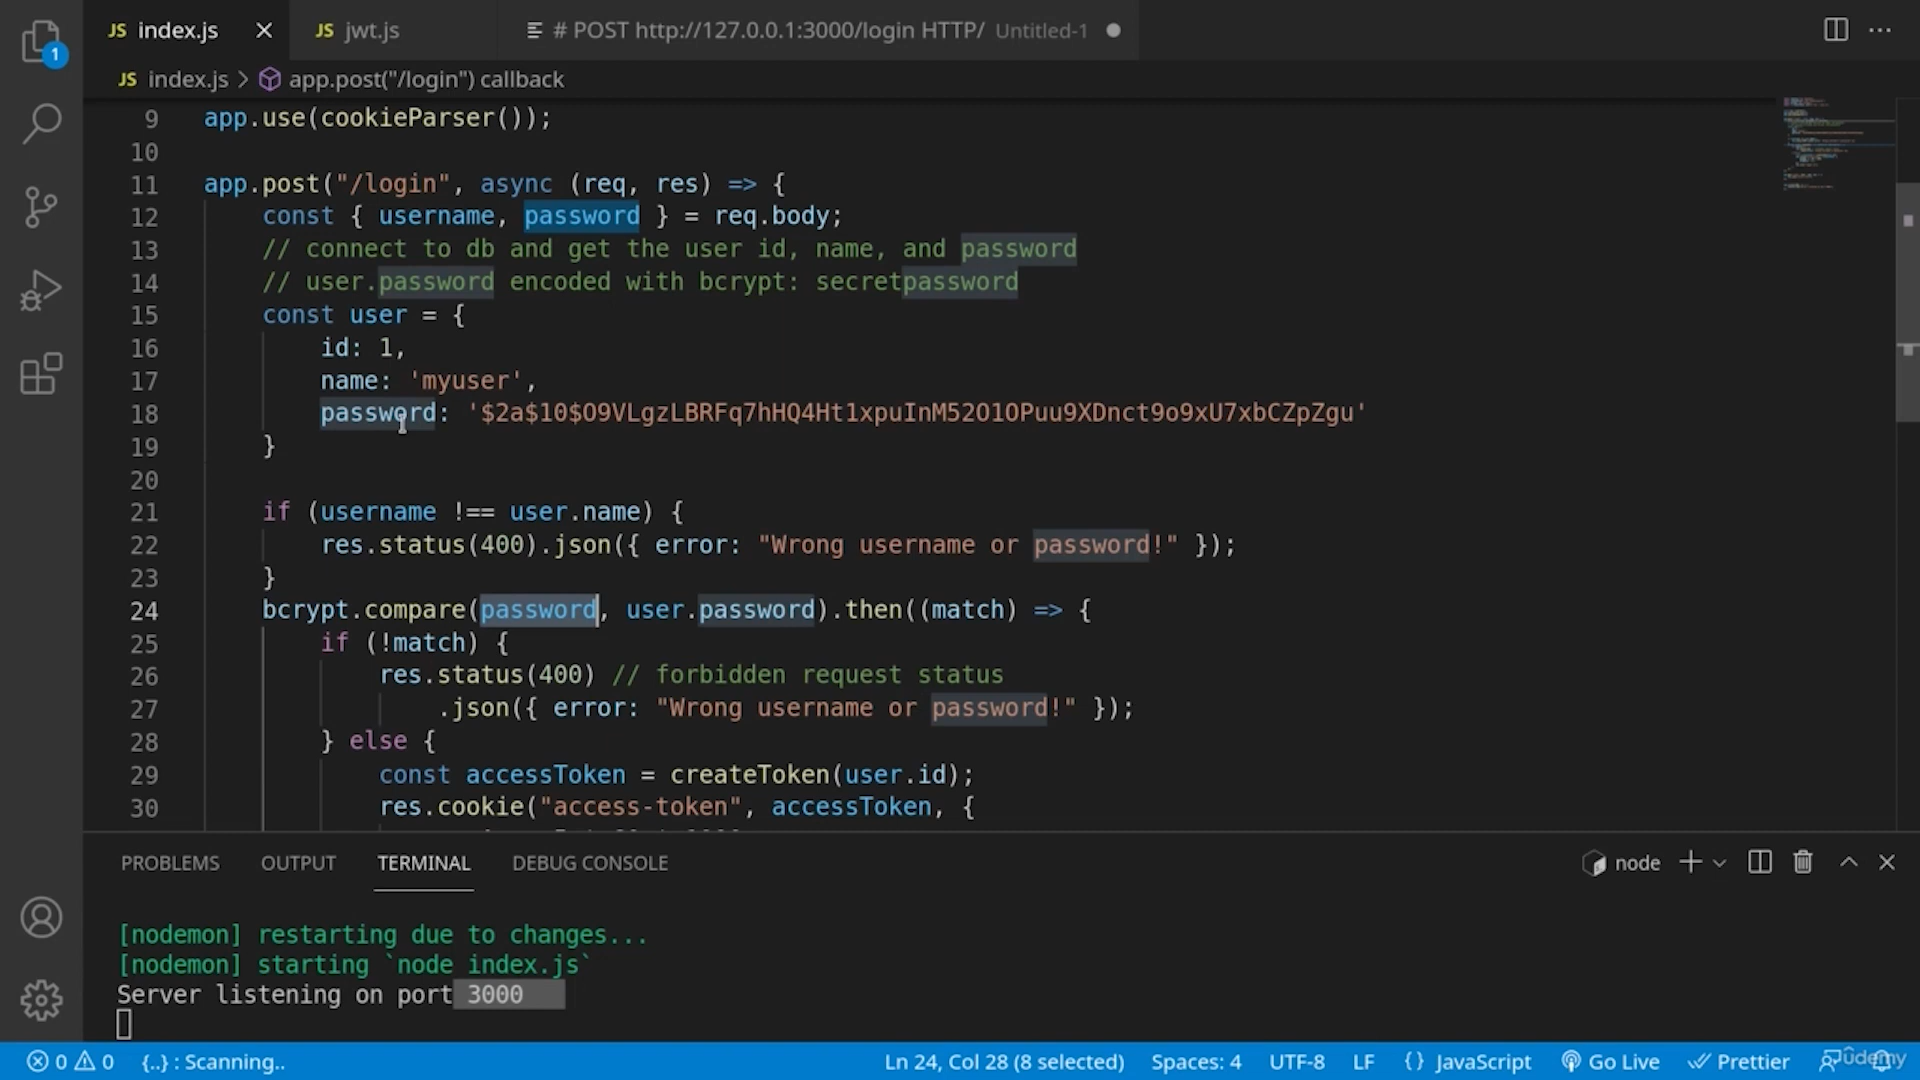 JS index.js × JS jwt.js # POST http://127.0.0.1:3000/login HTTP/ Untitled-1
1
JS index.js > app.post("/login") callback
9 app.use(cookieParser());
10
11 app.post("/login", async (req, res) => {
12 const { username, password } = req.body;
13 // connect to db and get the user id, name, and password
14 // user.password encoded with bcrypt: secretpassword
15 const user = {
16 id: 1,
17 name: 'myuser',
18 password: '$2a$10$O9VLgzLBRFq7hHQ4Ht1xpuInM52O1OPuu9XDnct9o9xU7xbCZpZgu'
19 }
20
21 if (username !== user.name) {
22 res.status(400).json({ error: "Wrong username or password!" });
23 }
24 bcrypt.compare(password, user.password).then((match) => {
25 if (!match) {
26 res.status(400) // forbidden request status
27 .json({ error: "Wrong username or password!" });
28 } else {
29 const accessToken = createToken(user.id);
30 res.cookie("access-token", accessToken, {
PROBLEMS OUTPUT TERMINAL DEBUG CONSOLE node
[nodemon] restarting due to changes...
[nodemon] starting `node index.js`
Server listening on port 3000
0 0 {..} : Scanning.. Ln 24, Col 28 (8 selected) Spaces: 4 UTF-8 LF {} JavaScript Go Live Prettier
ûdemy